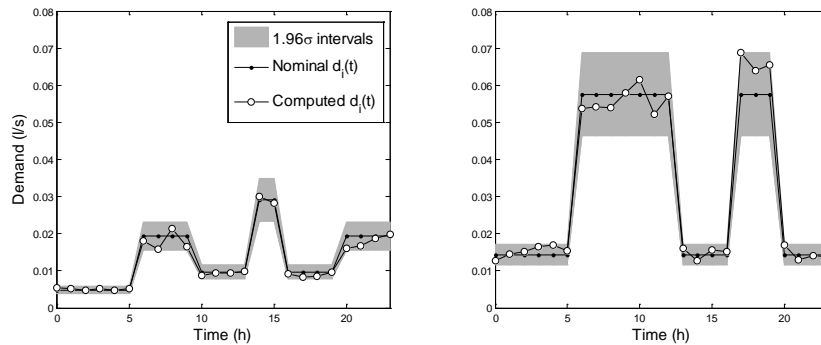 0.08
0.07
0.06
0.05
0.04
0.03
0.02
0.01
0
Demand (l/s)
0 5 10 15 20
Time (h)
1.96σ intervals
Nominal d_i(t)
Computed d_i(t)
0.08
0.07
0.06
0.05
0.04
0.03
0.02
0.01
0
0 5 10 15 20
Time (h)